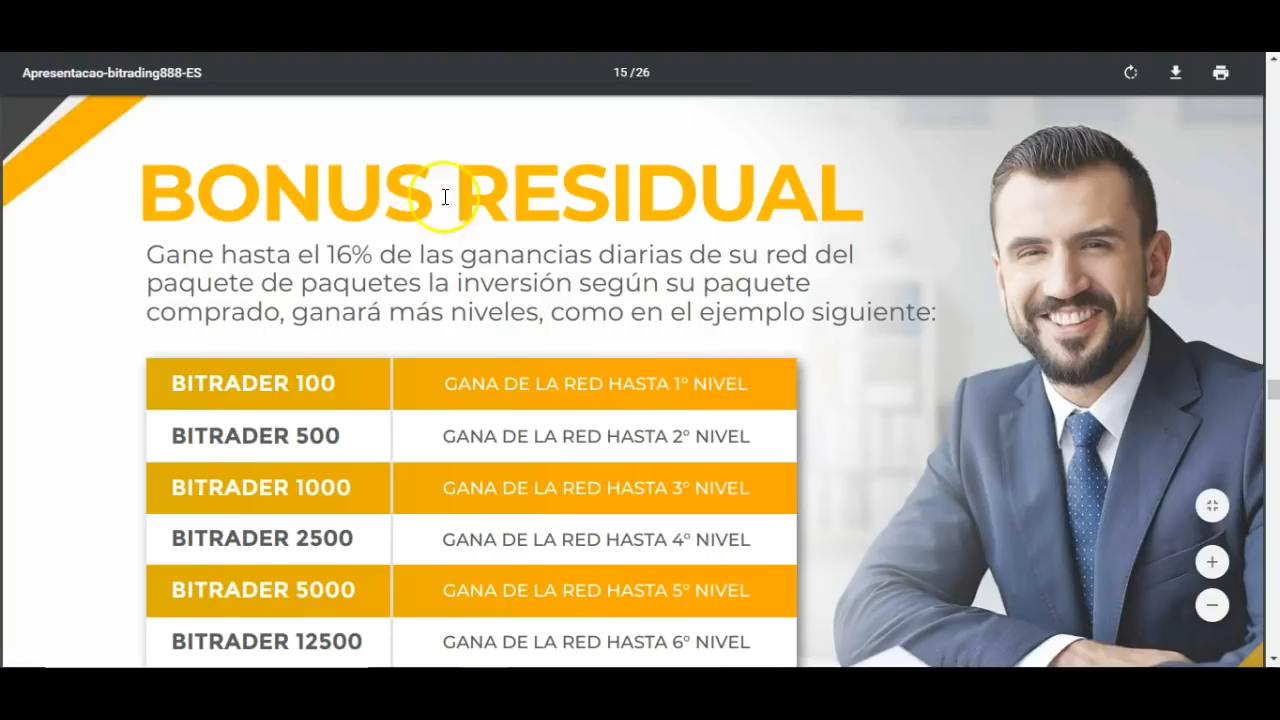 Apresentacao-bitrading888-ES
15 / 26
BONUS RESIDUAL
Gane hasta el 16% de las ganancias diarias de su red del
paquete de paquetes la inversión según su paquete
comprado, ganará más niveles, como en el ejemplo siguiente:
BITRADER 100 GANA DE LA RED HASTA 1º NIVEL
BITRADER 500 GANA DE LA RED HASTA 2º NIVEL
BITRADER 1000 GANA DE LA RED HASTA 3º NIVEL
BITRADER 2500 GANA DE LA RED HASTA 4º NIVEL
BITRADER 5000 GANA DE LA RED HASTA 5º NIVEL
BITRADER 12500 GANA DE LA RED HASTA 6º NIVEL